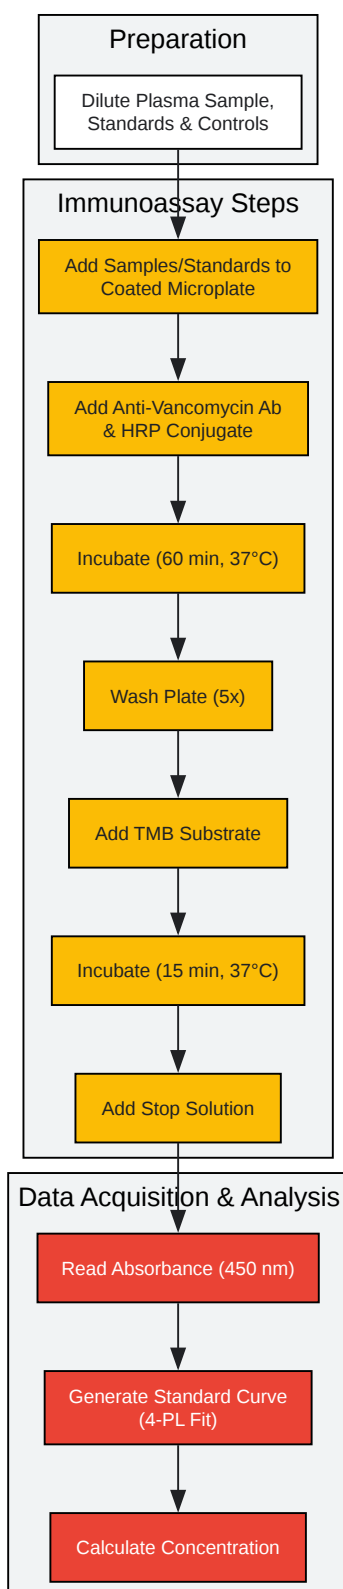 Preparation
Dilute Plasma Sample,
Standards & Controls
Immunoassay Steps
Add Samples/Standards to
Coated Microplate
Add Anti-Vancomycin Ab
& HRP Conjugate
Incubate (60 min, 37°C)
Wash Plate (5x)
Add TMB Substrate
Incubate (15 min, 37°C)
Add Stop Solution
Data Acquisition & Analysis
Read Absorbance (450 nm)
Generate Standard Curve
(4-PL Fit)
Calculate Concentration